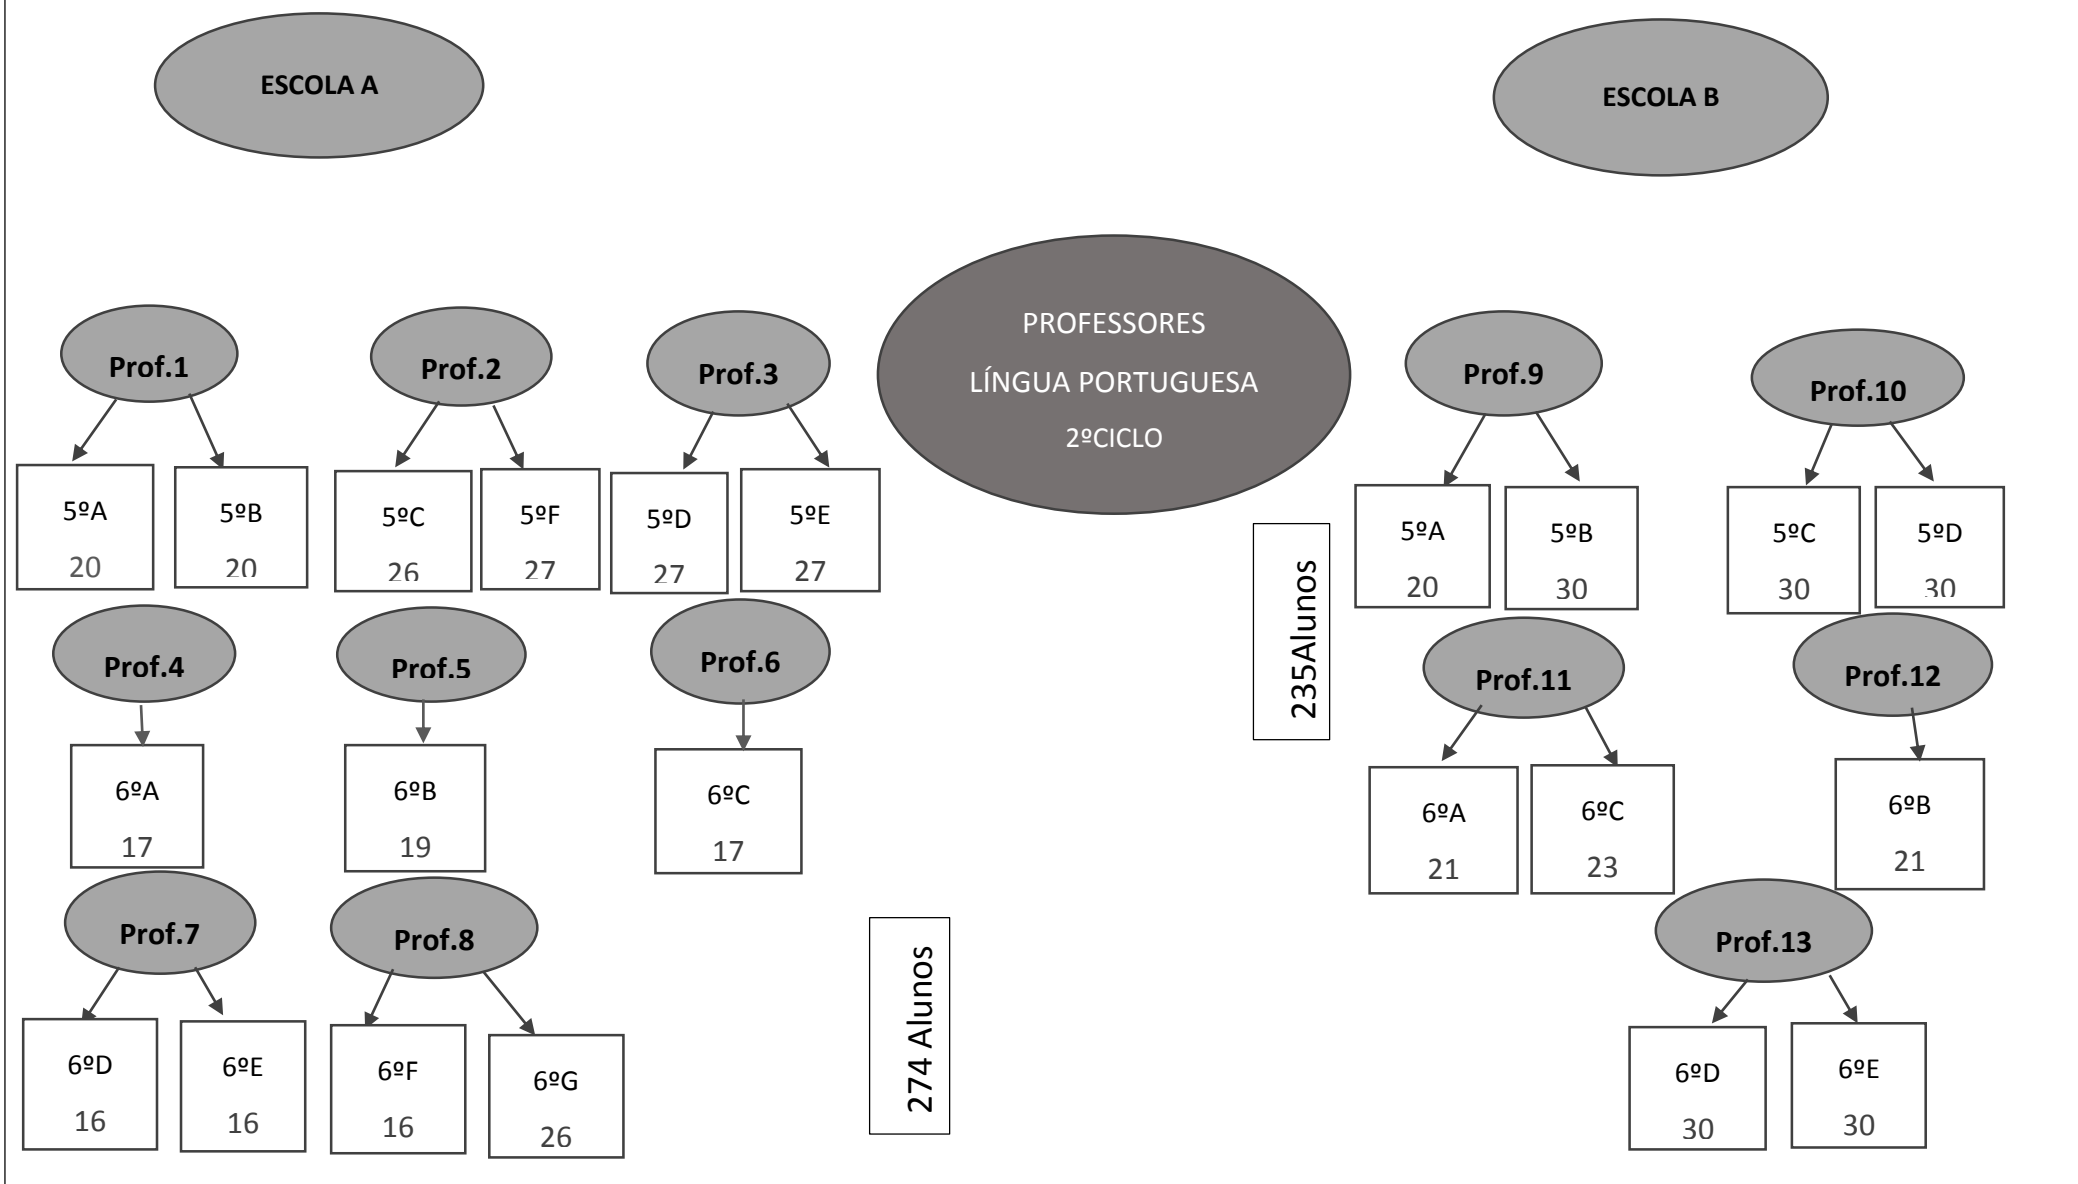 ESCOLA A
ESCOLA B
PROFESSORES
LÍNGUA PORTUGUESA
2ºCICLO
Prof.1
Prof.2
Prof.3
Prof.9
Prof.10
5ºA
20
5ºB
20
5ºC
26
5ºF
27
5ºD
27
5ºE
27
5ºA
20
5ºB
30
5ºC
30
5ºD
30
235Alunos
Prof.4
Prof.5
Prof.6
Prof.11
Prof.12
6ºA
17
6ºB
19
6ºC
17
6ºA
21
6ºC
23
6ºB
21
Prof.7
Prof.8
Prof.13
274 Alunos
6ºD
16
6ºE
16
6ºF
16
6ºG
26
6ºD
30
6ºE
30